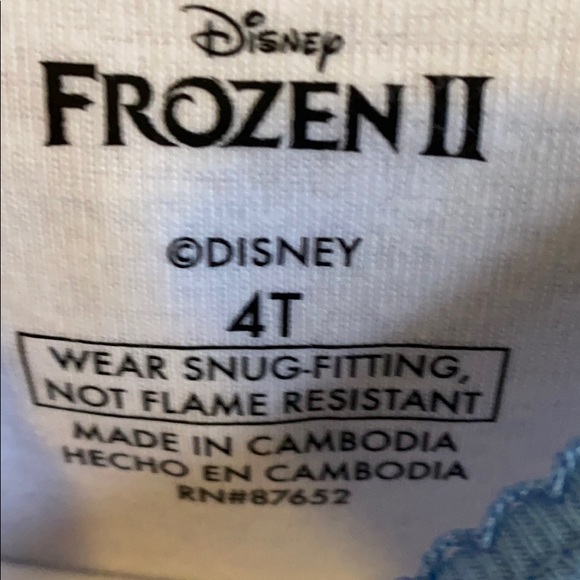 Disney
FROZEN II
©DISNEY
4T
WEAR SNUG-FITTING,
NOT FLAME RESISTANT
MADE IN CAMBODIA
HECHO EN CAMBODIA
RN#87652